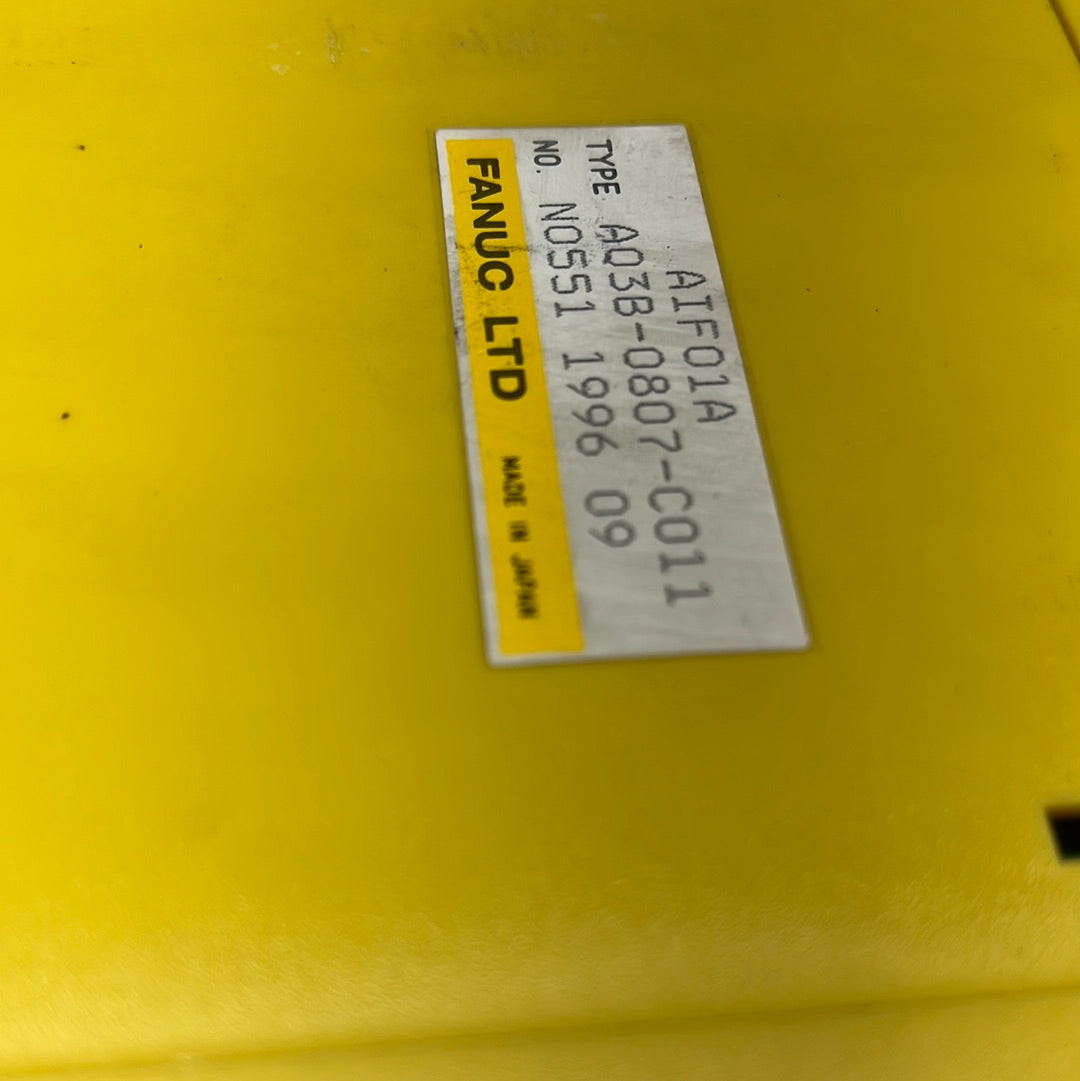 AIF01A
TYPE A03B-0807-C011
NO. N0551 1996 09
FANUC LTD MADE IN JAPAN